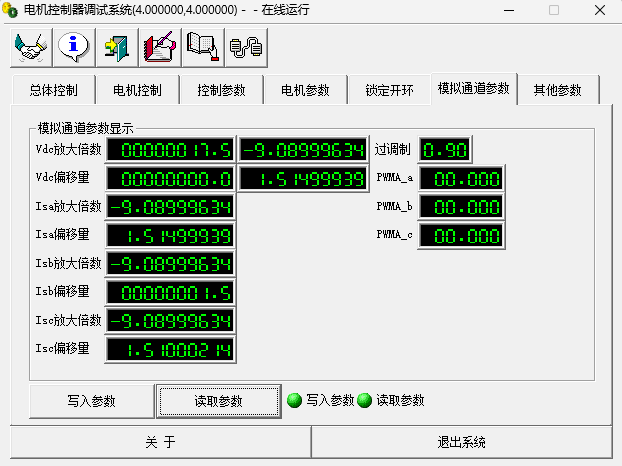 电机控制器调试系统(4.000000,4.000000) - - 在线运行
总体控制 电机控制 控制参数 电机参数 锁定开环 模拟通道参数 其他参数
模拟通道参数显示
Vdc放大倍数 000000017.5 -9.08999634 过调制 0.90
Vdc偏移量 00000000.0 1.51499939 PWMA_a 00.000
Isa放大倍数 -9.08999634 PWMA_b 00.000
Isa偏移量 1.51499939 PWMA_c 00.000
Isb放大倍数 -9.08999634
Isb偏移量 00000001.5
Isc放大倍数 -9.08999634
Isc偏移量 1.51000214
写入参数 读取参数 写入参数 读取参数
关 于 退出系统